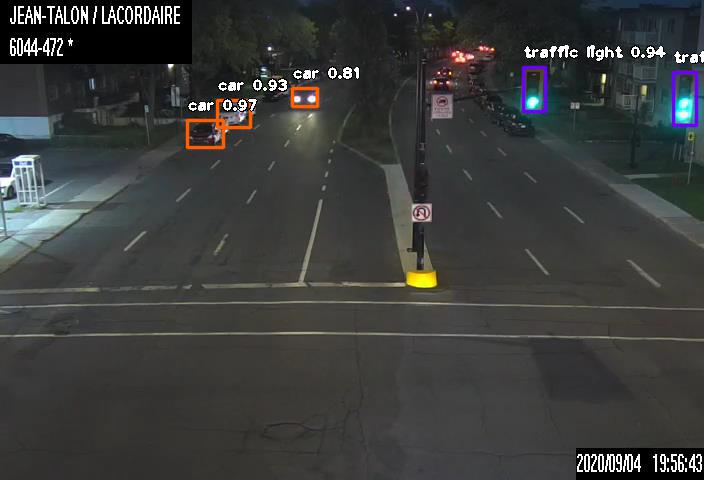 JEAN-TALON / LACORDAIRE
6044-472 *
traffic light 0.94
traf
car 0.81
car 0.93
car 0.97
2020/09/04 19:56:43